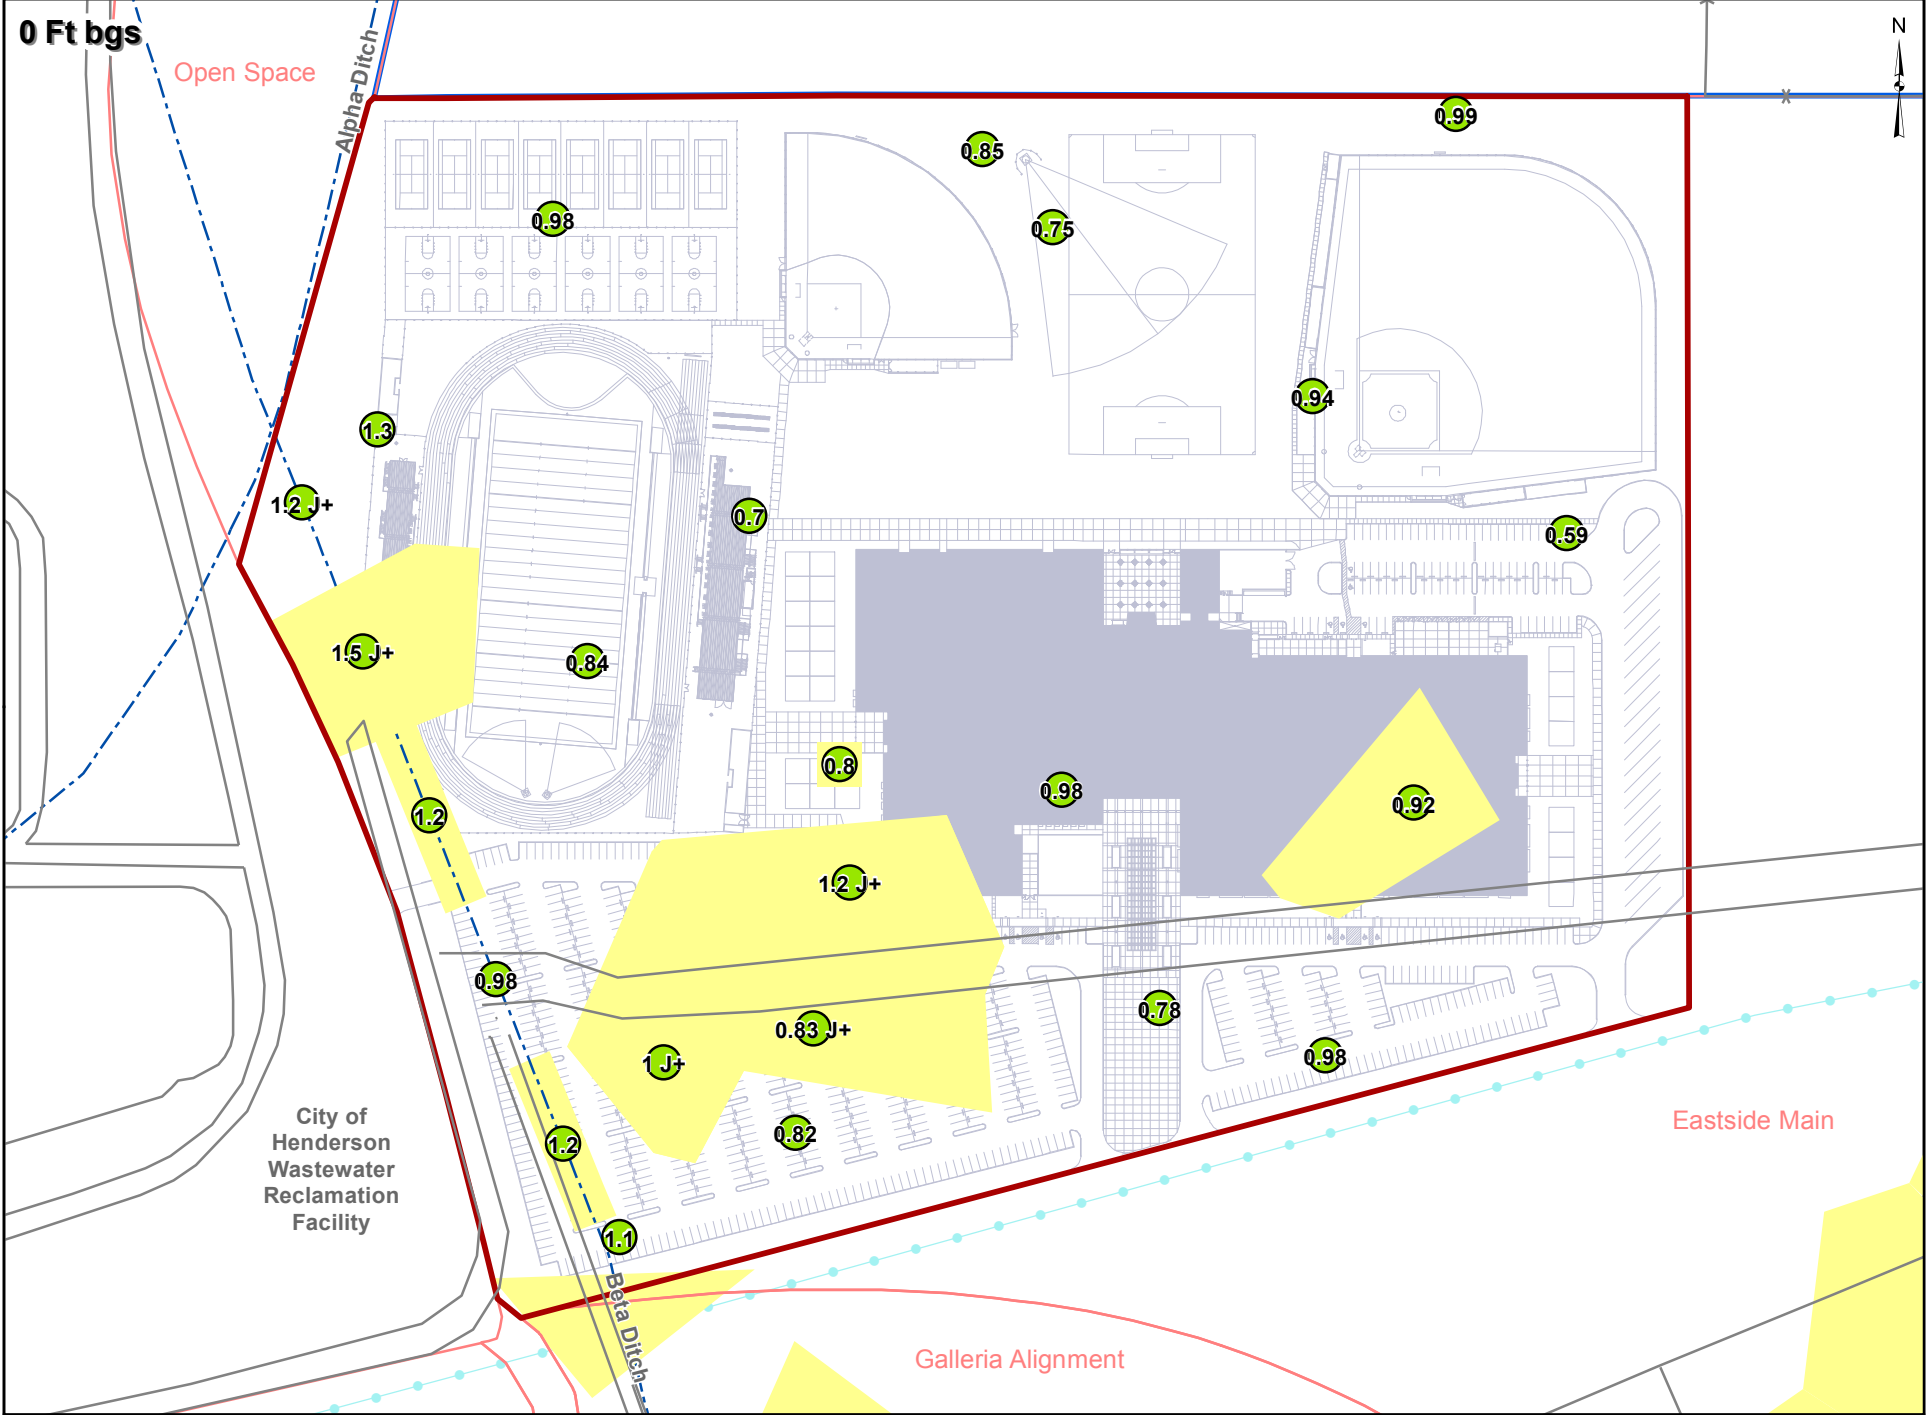 0 Ft bgs
N
Open Space
Alpha Ditch
0.99
0.85
0.98
0.75
0.94
1.3
1.2 J+
0.7
0.59
1.5 J+
0.84
0.8
0.98
0.92
1.2
1.2 J+
0.98
0.78
0.83 J+
1 J+
0.98
0.82
1.2
City of
Henderson
Wastewater
Reclamation
Facility
Eastside Main
1.1
Beta Ditch
Galleria Alignment